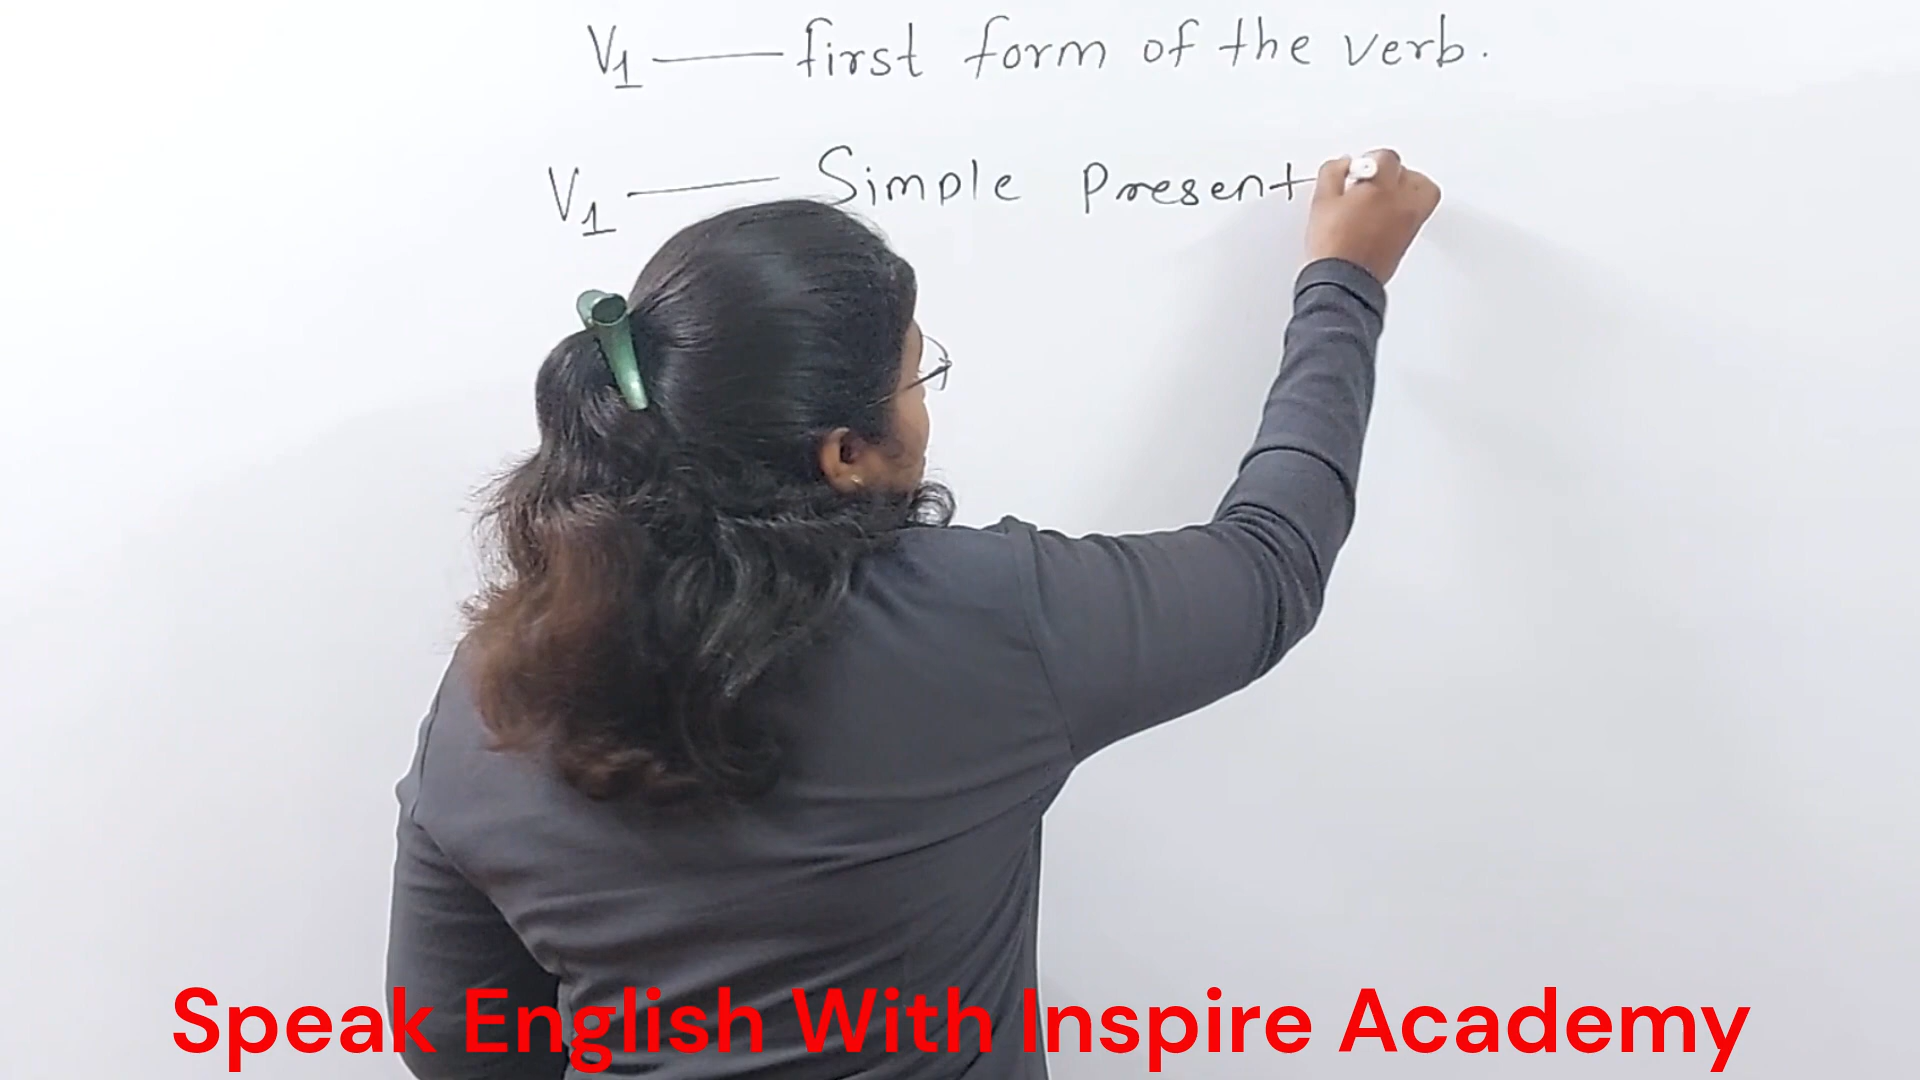 V1 — first form of the verb.
V1 — Simple Present
Speak English With Inspire Academy